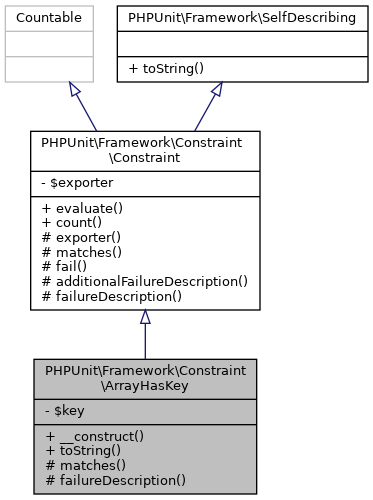 Countable
PHPUnit\Framework\SelfDescribing
+ toString()
PHPUnit\Framework\Constraint
\Constraint
- $exporter
+ evaluate()
+ count()
# exporter()
# matches()
# fail()
# additionalFailureDescription()
# failureDescription()
PHPUnit\Framework\Constraint
\ArrayHasKey
- $key
+ __construct()
+ toString()
# matches()
# failureDescription()